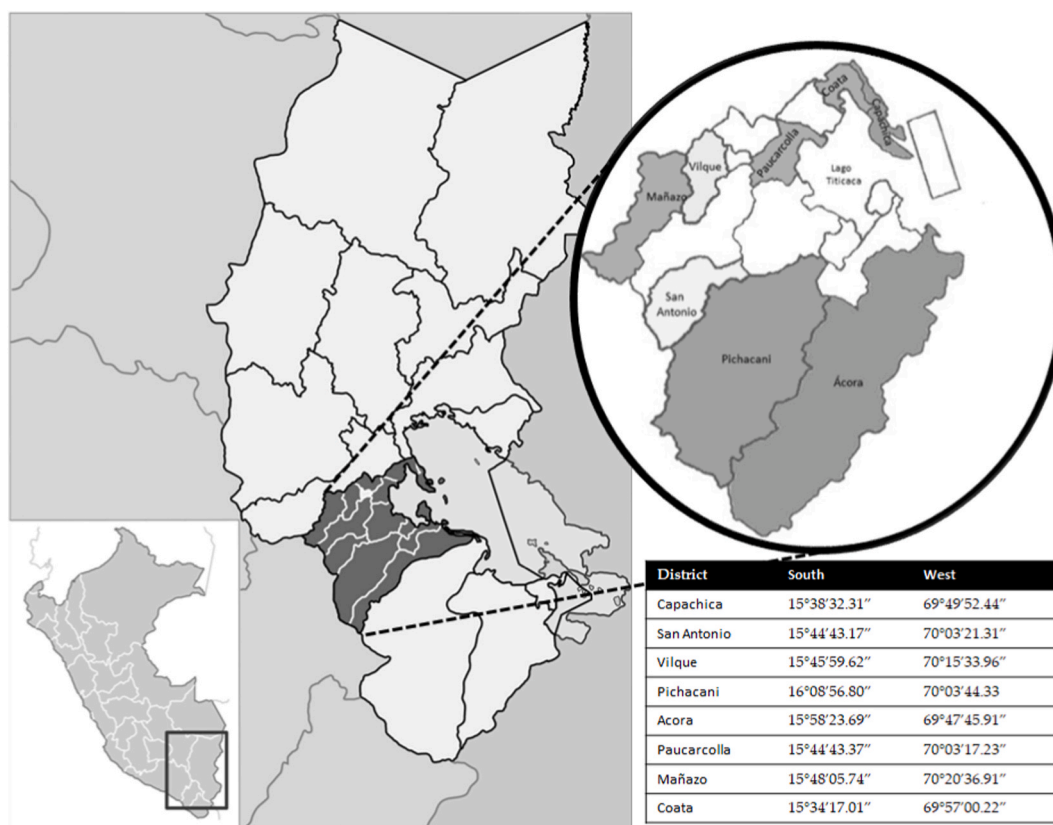 Coata
Capachica
Paucarcolla
Vilque
Lago
Titicaca
Mañazo
San
Antonio
Pichacani
Ácora
District South West
Capachica 15°38′32.31″ 69°49′52.44″
San Antonio 15°44′43.17″ 70°03′21.31″
Vilque 15°45′59.62″ 70°15′33.96″
Pichacani 16°08′56.80″ 70°03′44.33
Acora 15°58′23.69″ 69°47′45.91″
Paucarcolla 15°44′43.37″ 70°03′17.23″
Mañazo 15°48′05.74″ 70°20′36.91″
Coata 15°34′17.01″ 69°57′00.22″